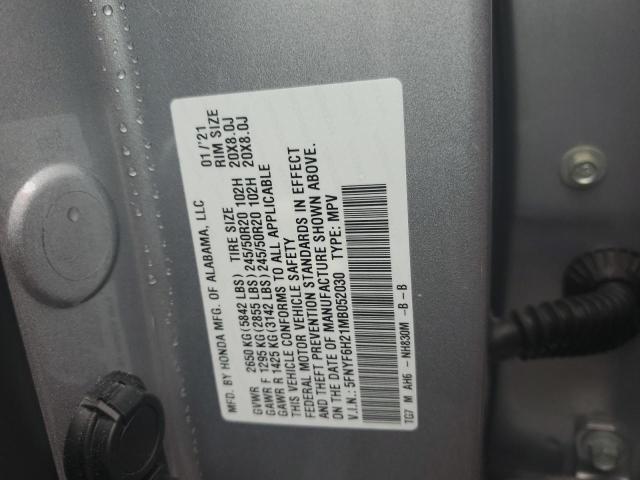 MFD. BY HONDA MFG. OF ALABAMA, LLC 01/'21
TIRE SIZE RIM SIZE
GVWR 2650 KG (5842 LBS)
GAWR F 1295 KG (2855 LBS) 245/50R20 102H 20X8.0J
GAWR R 1425 KG (3142 LBS) 245/50R20 102H 20X8.0J
THIS VEHICLE CONFORMS TO ALL APPLICABLE
FEDERAL MOTOR VEHICLE SAFETY
AND THEFT PREVENTION STANDARDS IN EFFECT
ON THE DATE OF MANUFACTURE SHOWN ABOVE.
V.I.N.: 5FNYF6H21MB052030 TYPE: MPV
TG7 M AH6 - NH830M -B - B